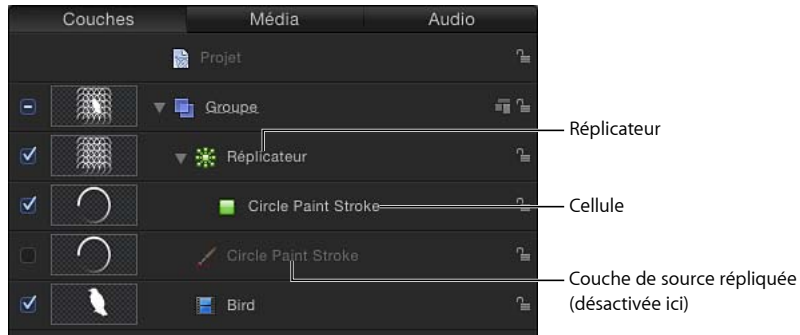 Couches Média Audio
Projet
Groupe
Réplicateur
Réplicateur
Circle Paint Stroke
Cellule
Circle Paint Stroke
Couche de source répliquée
(désactivée ici)
Bird